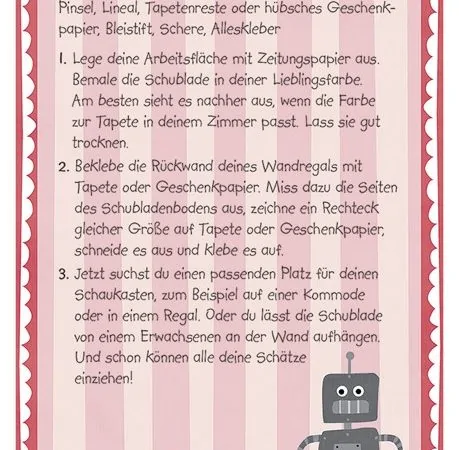 Pinsel, Lineal, Tapetenreste oder hübsches Geschenk-
papier, Bleistift, Schere, Alleskleber
1. Lege deine Arbeitsfläche mit Zeitungspapier aus.
Bemale die Schublade in deiner Lieblingsfarbe.
Am besten sieht es nachher aus, wenn die Farbe
zur Tapete in deinem Zimmer passt. Lass sie gut
trocknen.
2. Beklebe die Rückwand deines Wandregals mit
Tapete oder Geschenkpapier. Miss dazu die Seiten
des Schubladenbodens aus, zeichne ein Rechteck
gleicher Größe auf Tapete oder Geschenkpapier,
schneide es aus und klebe es auf.
3. Jetzt suchst du einen passenden Platz für deinen
Schaukasten, zum Beispiel auf einer Kommode
oder in einem Regal. Oder du lässt die Schublade
von einem Erwachsenen an der Wand aufhängen.
Und schon können alle deine Schätze
einziehen!